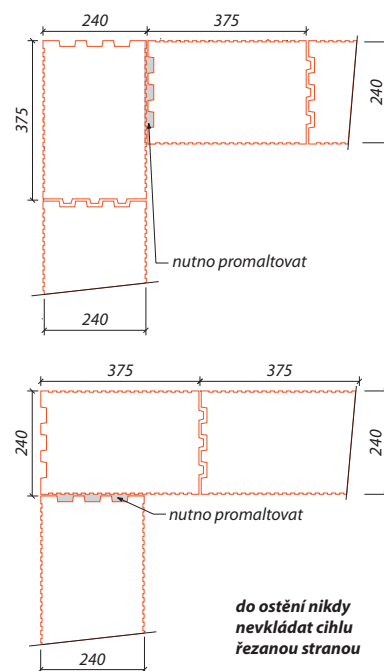 240
375
375
240
nutno promaltovat
240
375
375
240
240
nutno promaltovat
do ostění nikdy
nevkládat cihlu
řezanou stranou
240